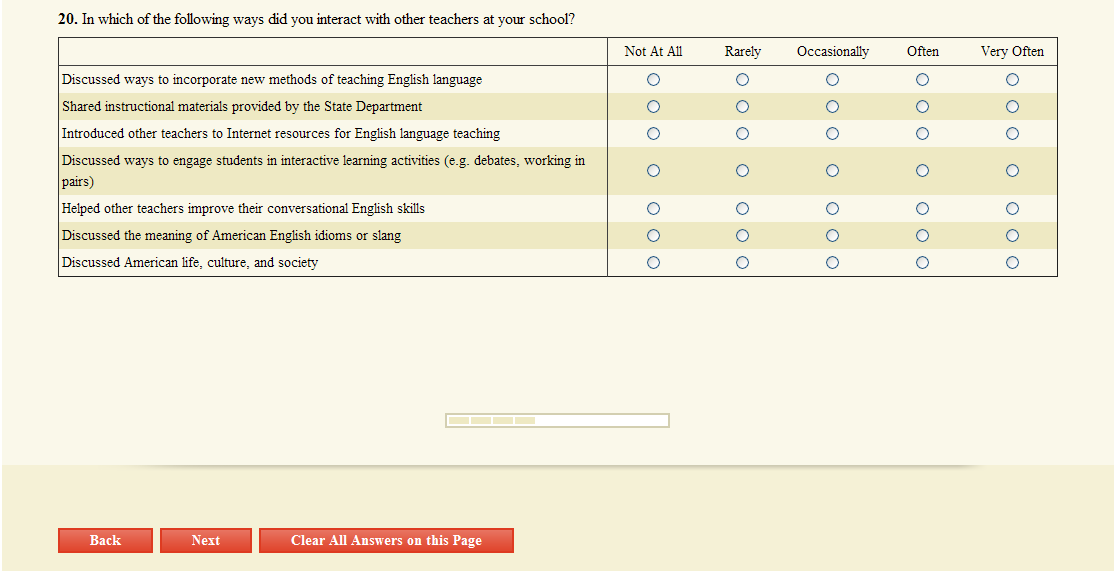 20. In which of the following ways did you interact with other teachers at your school?
Not At All Rarely Occasionally Often Very Often
Discussed ways to incorporate new methods of teaching English language
Shared instructional materials provided by the State Department
Introduced other teachers to Internet resources for English language teaching
Discussed ways to engage students in interactive learning activities (e.g. debates, working in
pairs)
Helped other teachers improve their conversational English skills
Discussed the meaning of American English idioms or slang
Discussed American life, culture, and society
Back Next Clear All Answers on this Page